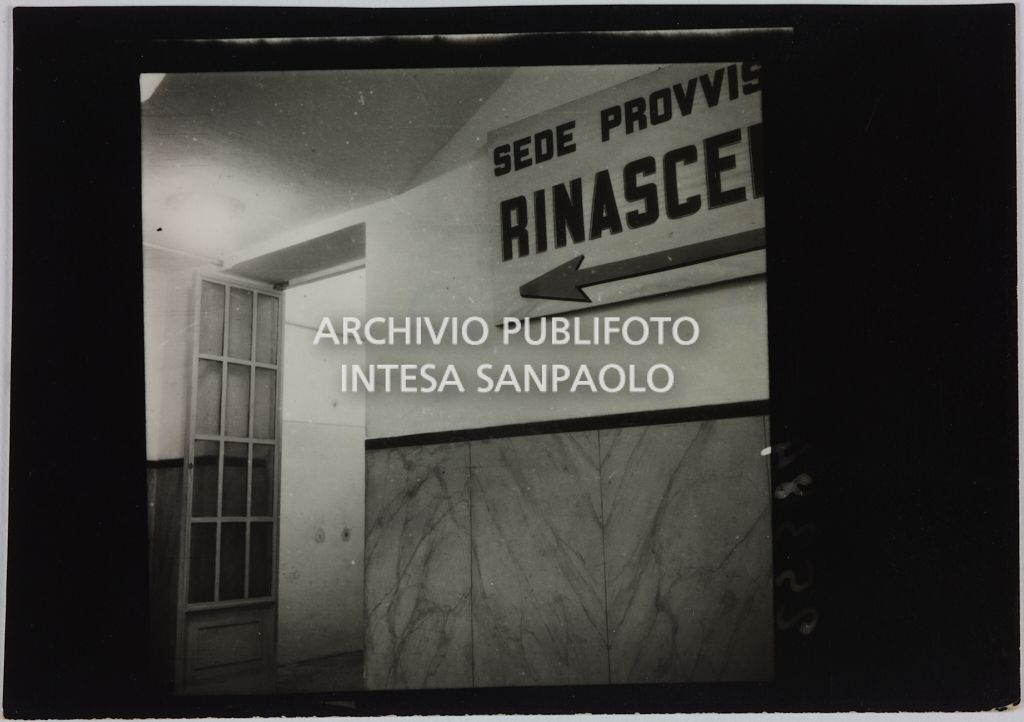 SEDE PROVVIS
RINASCE
ARCHIVIO PUBLIFOTO
INTESA SANPAOLO